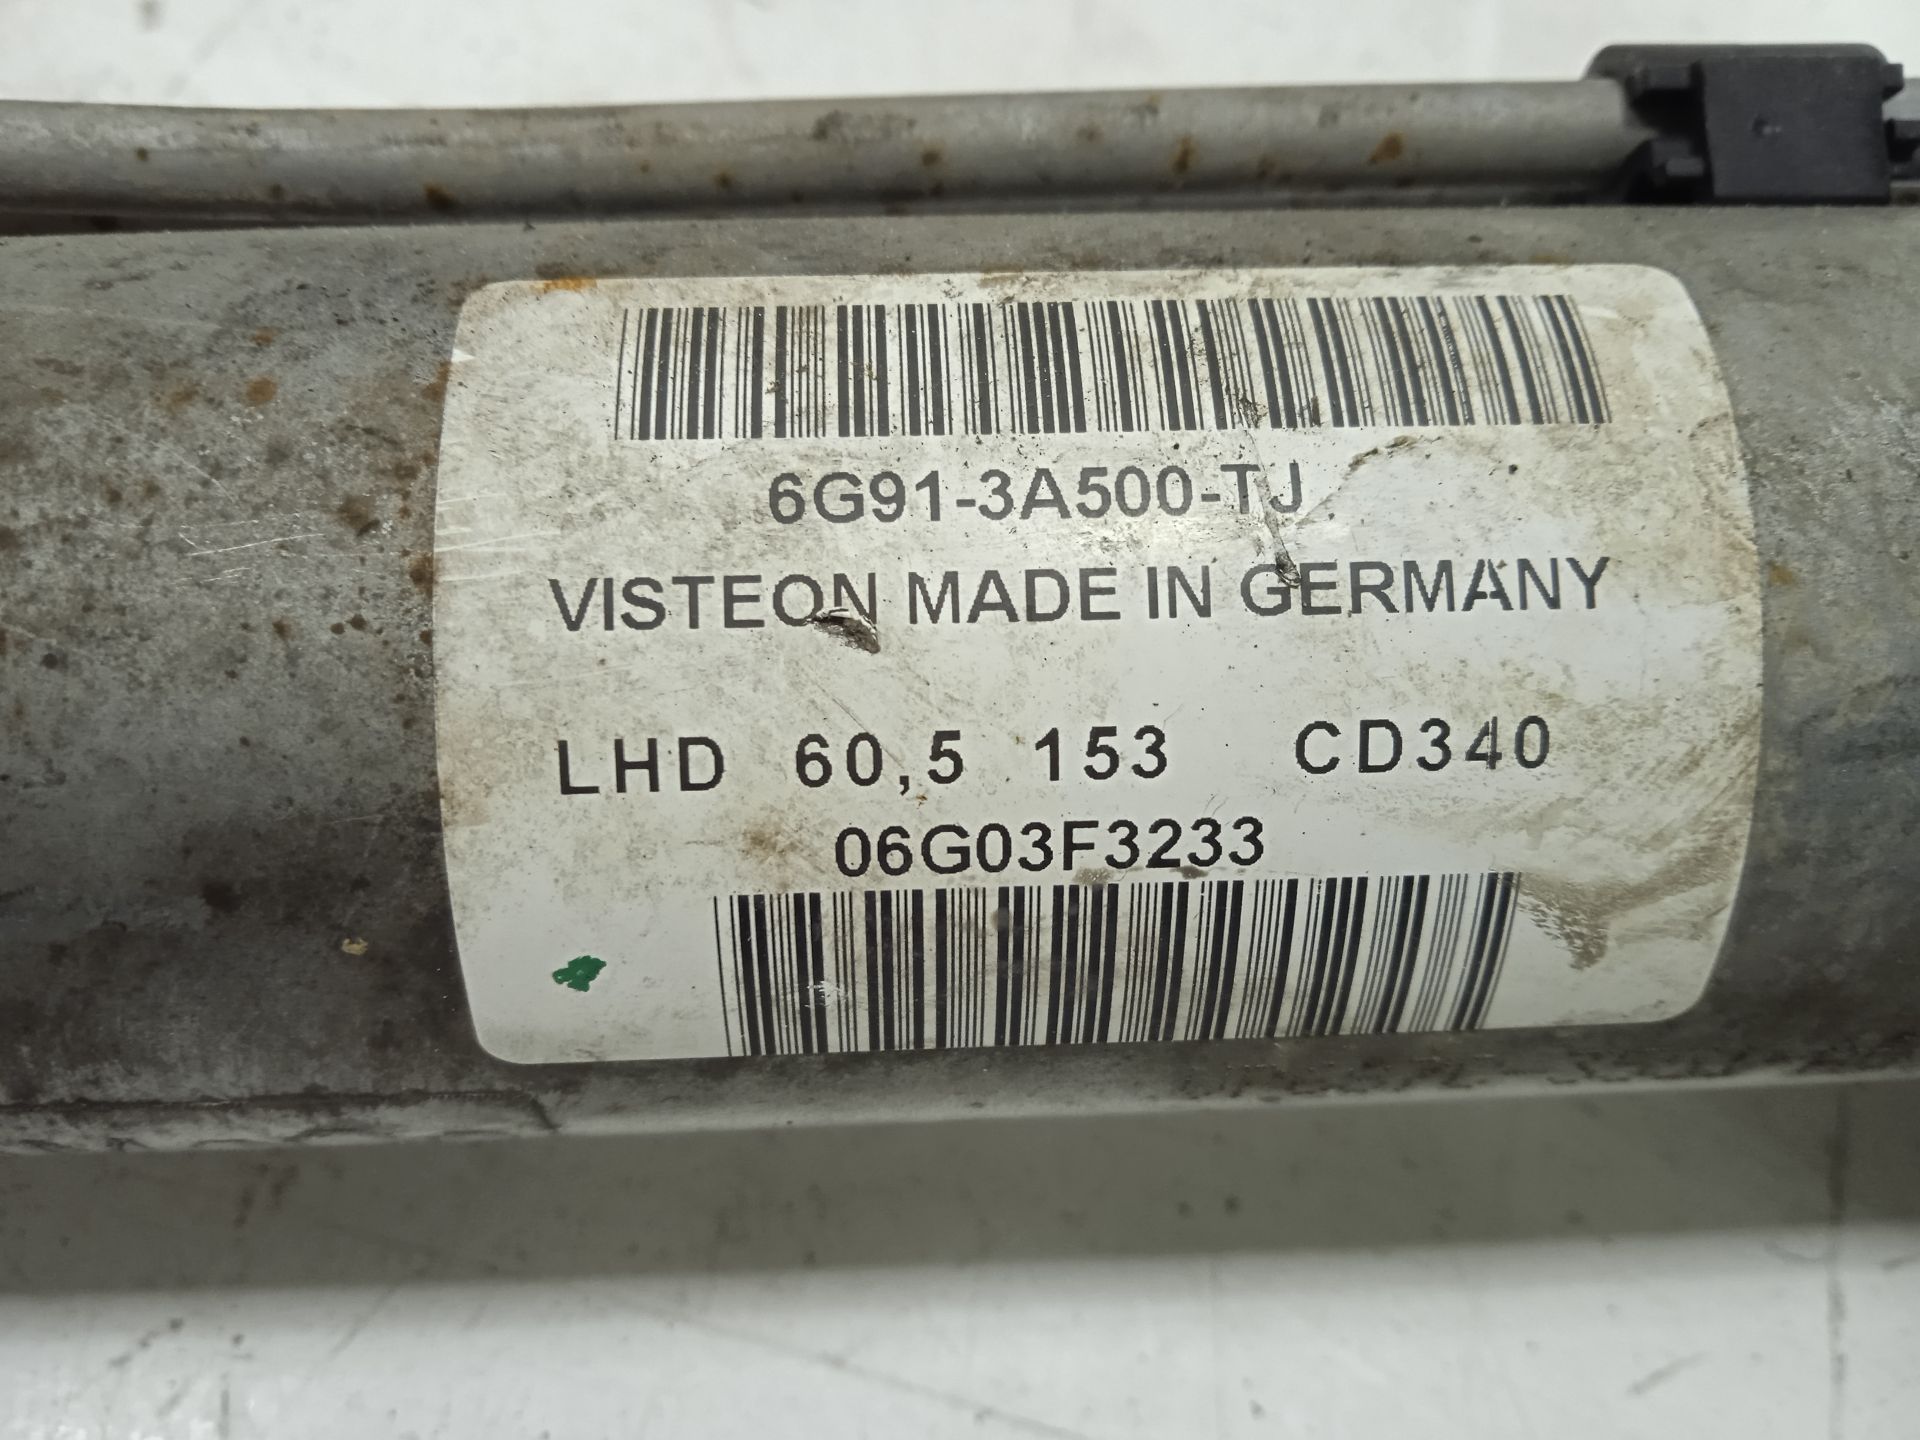 6G91-3A500-TJ
VISTEON MADE IN GERMANY
LHD 60,5 153 CD340
06G03F3233